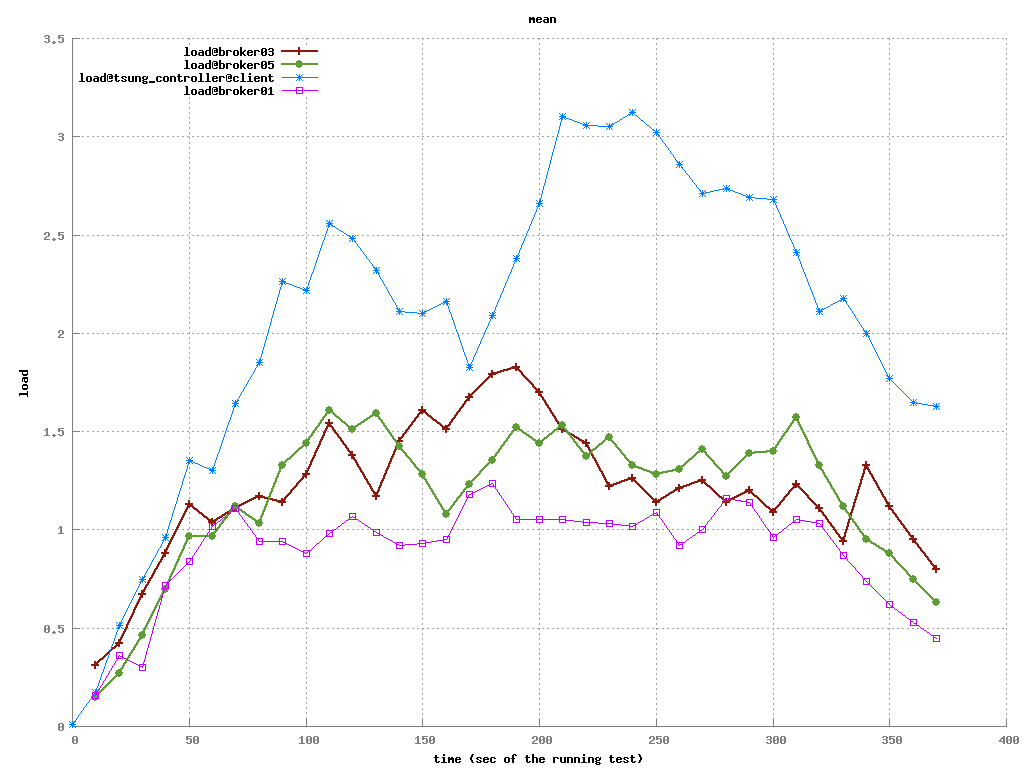 mean
3.5
load@broker03
load@broker05
load@tsung_controller@client
load@broker01
3
2.5
2
load
1.5
1
0.5
0
0 50 100 150 200 250 300 350 400
time (sec of the running test)